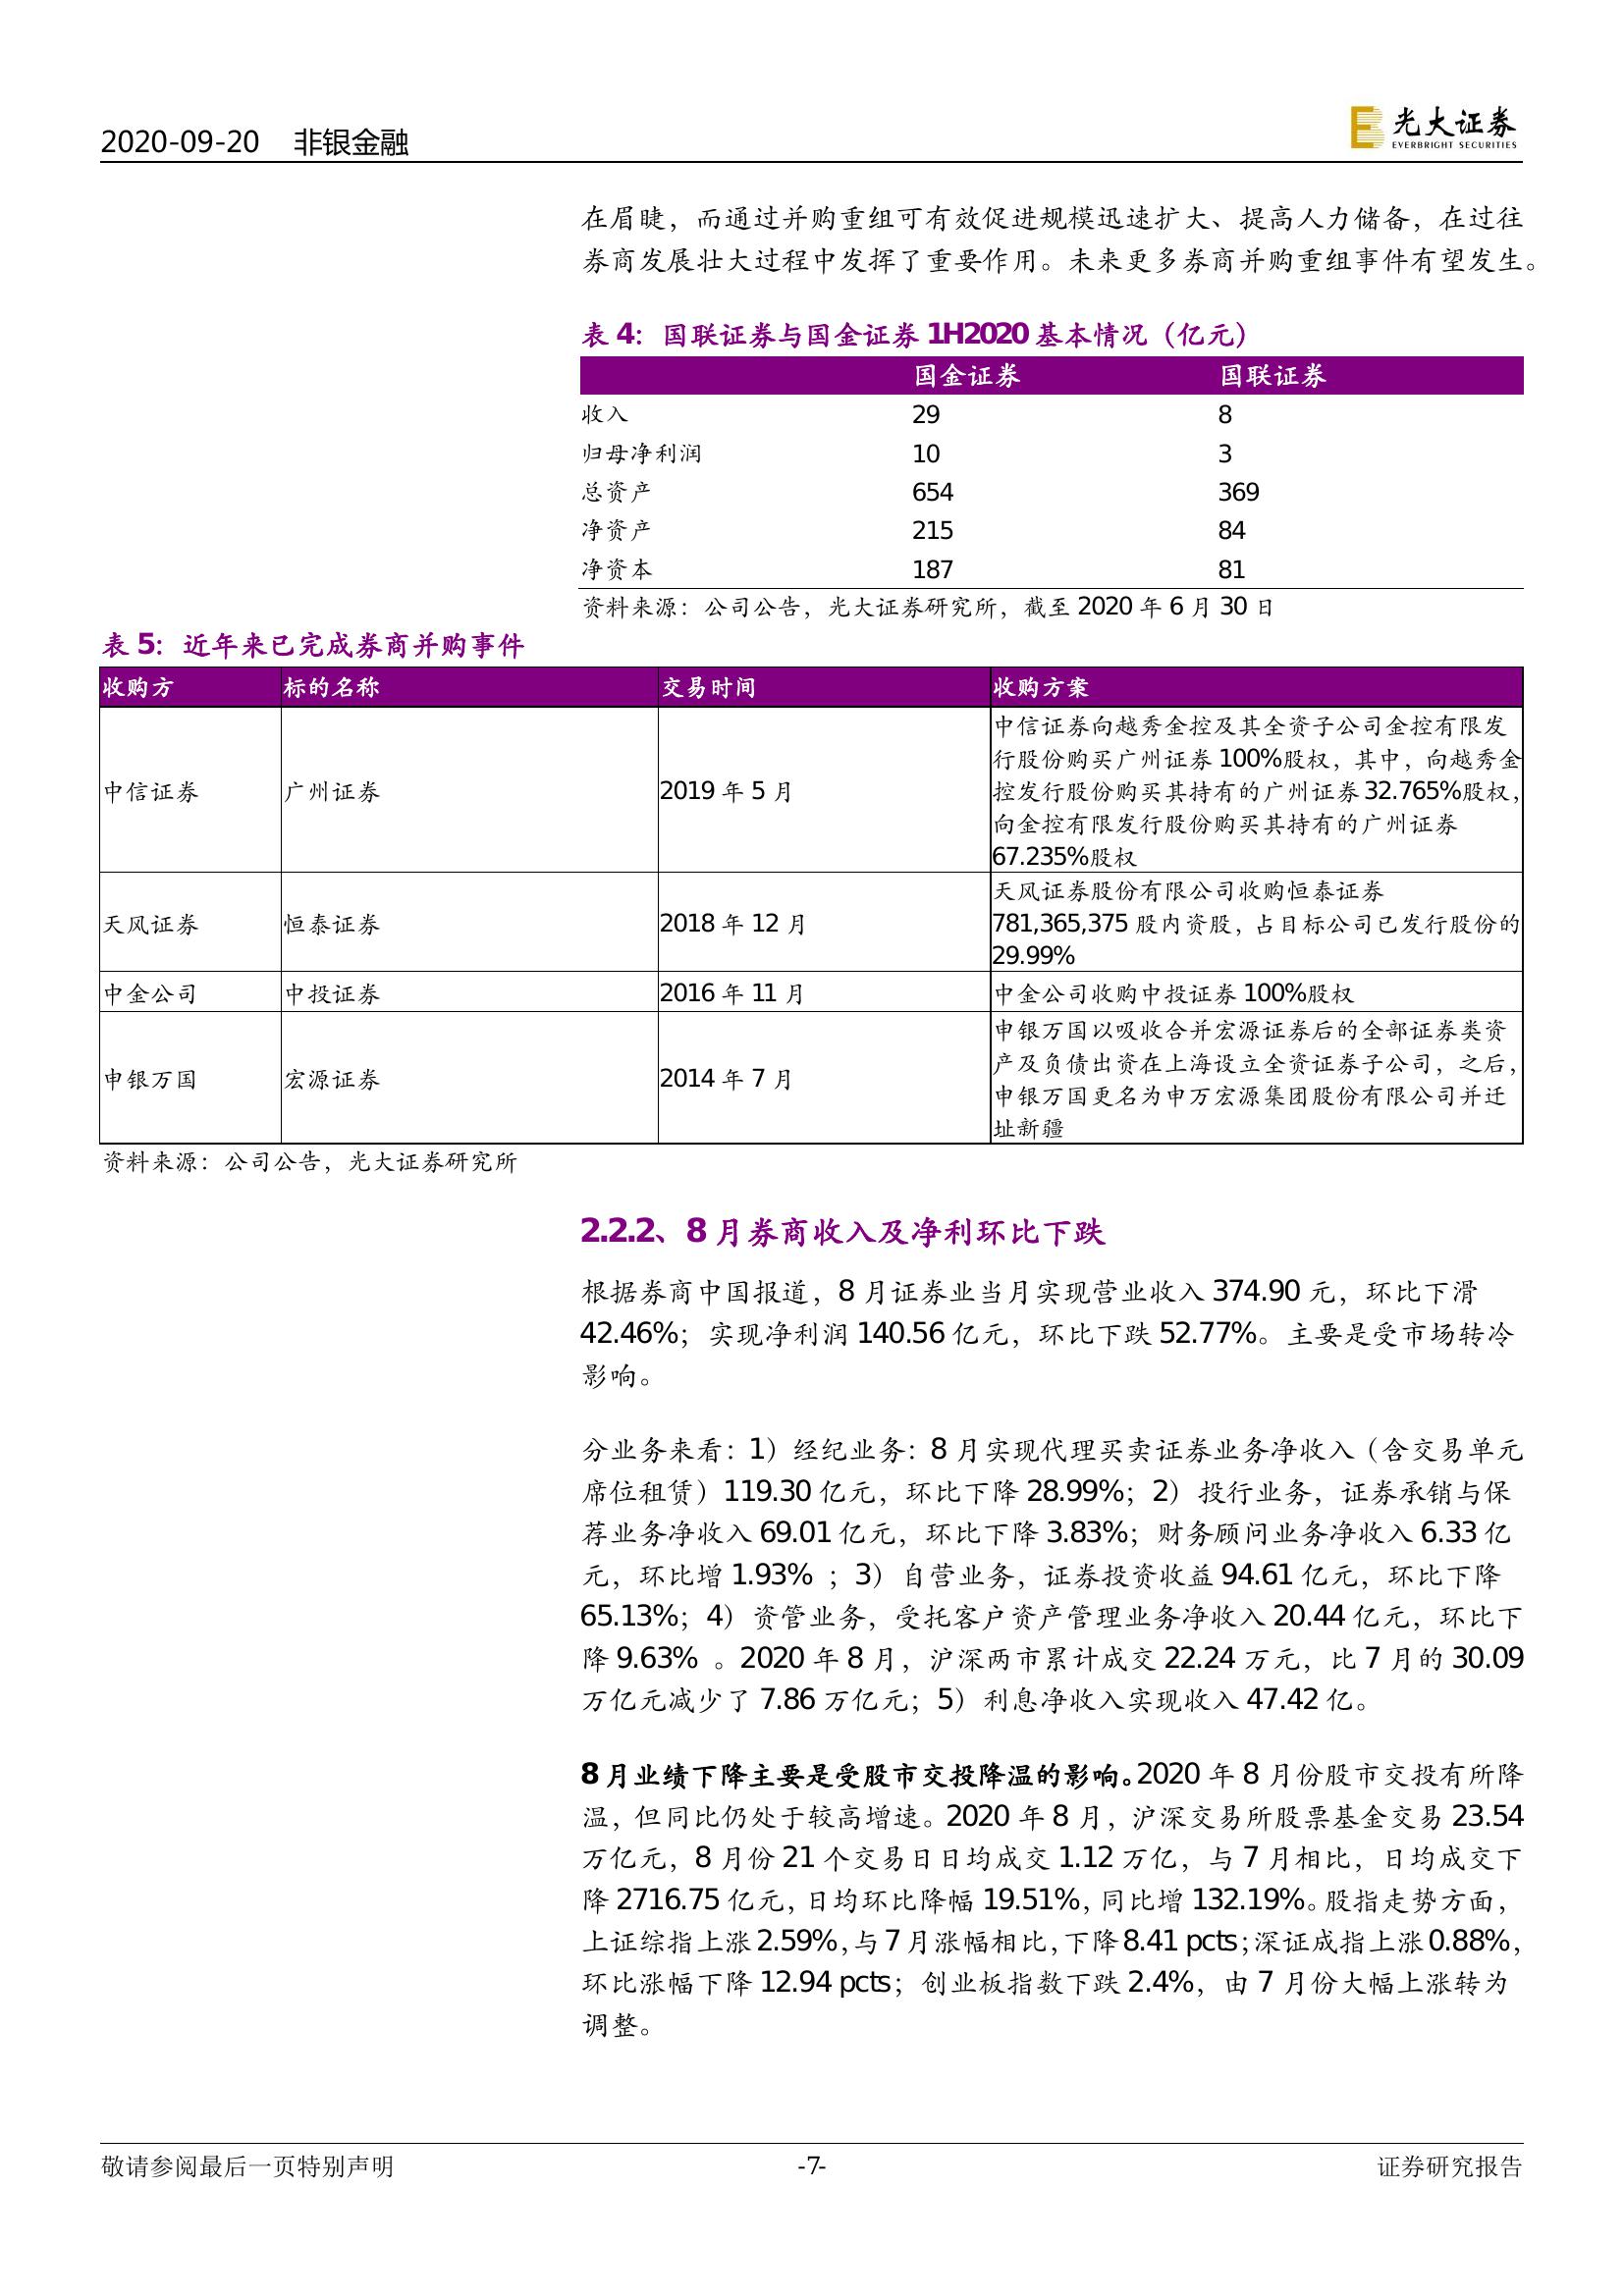 2020-09-20 非银金融
光大证券
EVERBRIGHT SECURITIES
在眉睫，而通过并购重组可有效促进规模迅速扩大、提高人力储备，在过往
券商发展壮大过程中发挥了重要作用。未来更多券商并购重组事件有望发生。
表 4：国联证券与国金证券 1H2020 基本情况（亿元）
国金证券 国联证券
收入 29 8
归母净利润 10 3
总资产 654 369
净资产 215 84
净资本 187 81
资料来源：公司公告，光大证券研究所，截至 2020 年 6 月 30 日
表 5：近年来已完成券商并购事件
收购方 标的名称 交易时间 收购方案
中信证券 广州证券 2019 年 5 月
中信证券向越秀金控及其全资子公司金控有限发
行股份购买广州证券 100%股权，其中，向越秀金
控发行股份购买其持有的广州证券 32.765%股权，
向金控有限发行股份购买其持有的广州证券
67.235%股权
天风证券 恒泰证券 2018 年 12 月
天风证券股份有限公司收购恒泰证券
781,365,375 股内资股，占目标公司已发行股份的
29.99%
中金公司 中投证券 2016 年 11 月 中金公司收购中投证券 100%股权
申银万国 宏源证券 2014 年 7 月
申银万国以吸收合并宏源证券后的全部证券类资
产及负债出资在上海设立全资证券子公司，之后，
申银万国更名为申万宏源集团股份有限公司并迁
址新疆
资料来源：公司公告，光大证券研究所
2.2.2、8 月券商收入及净利环比下跌
根据券商中国报道，8 月证券业当月实现营业收入 374.90 元，环比下滑
42.46%；实现净利润 140.56 亿元，环比下跌 52.77%。主要是受市场转冷
影响。
分业务来看：1）经纪业务：8 月实现代理买卖证券业务净收入（含交易单元
席位租赁）119.30 亿元，环比下降 28.99%；2）投行业务，证券承销与保
荐业务净收入 69.01 亿元，环比下降 3.83%；财务顾问业务净收入 6.33 亿
元，环比增 1.93% ；3）自营业务，证券投资收益 94.61 亿元，环比下降
65.13%；4）资管业务，受托客户资产管理业务净收入 20.44 亿元，环比下
降 9.63% 。2020 年 8 月，沪深两市累计成交 22.24 万元，比 7 月的 30.09
万亿元减少了 7.86 万亿元；5）利息净收入实现收入 47.42 亿。
8 月业绩下降主要是受股市交投降温的影响。2020 年 8 月份股市交投有所降
温，但同比仍处于较高增速。2020 年 8 月，沪深交易所股票基金交易 23.54
万亿元，8 月份 21 个交易日日均成交 1.12 万亿，与 7 月相比，日均成交下
降 2716.75 亿元，日均环比降幅 19.51%，同比增 132.19%。股指走势方面，
上证综指上涨 2.59%，与 7 月涨幅相比，下降 8.41 pcts；深证成指上涨 0.88%，
环比涨幅下降 12.94 pcts；创业板指数下跌 2.4%，由 7 月份大幅上涨转为
调整。
敬请参阅最后一页特别声明 -7- 证券研究报告